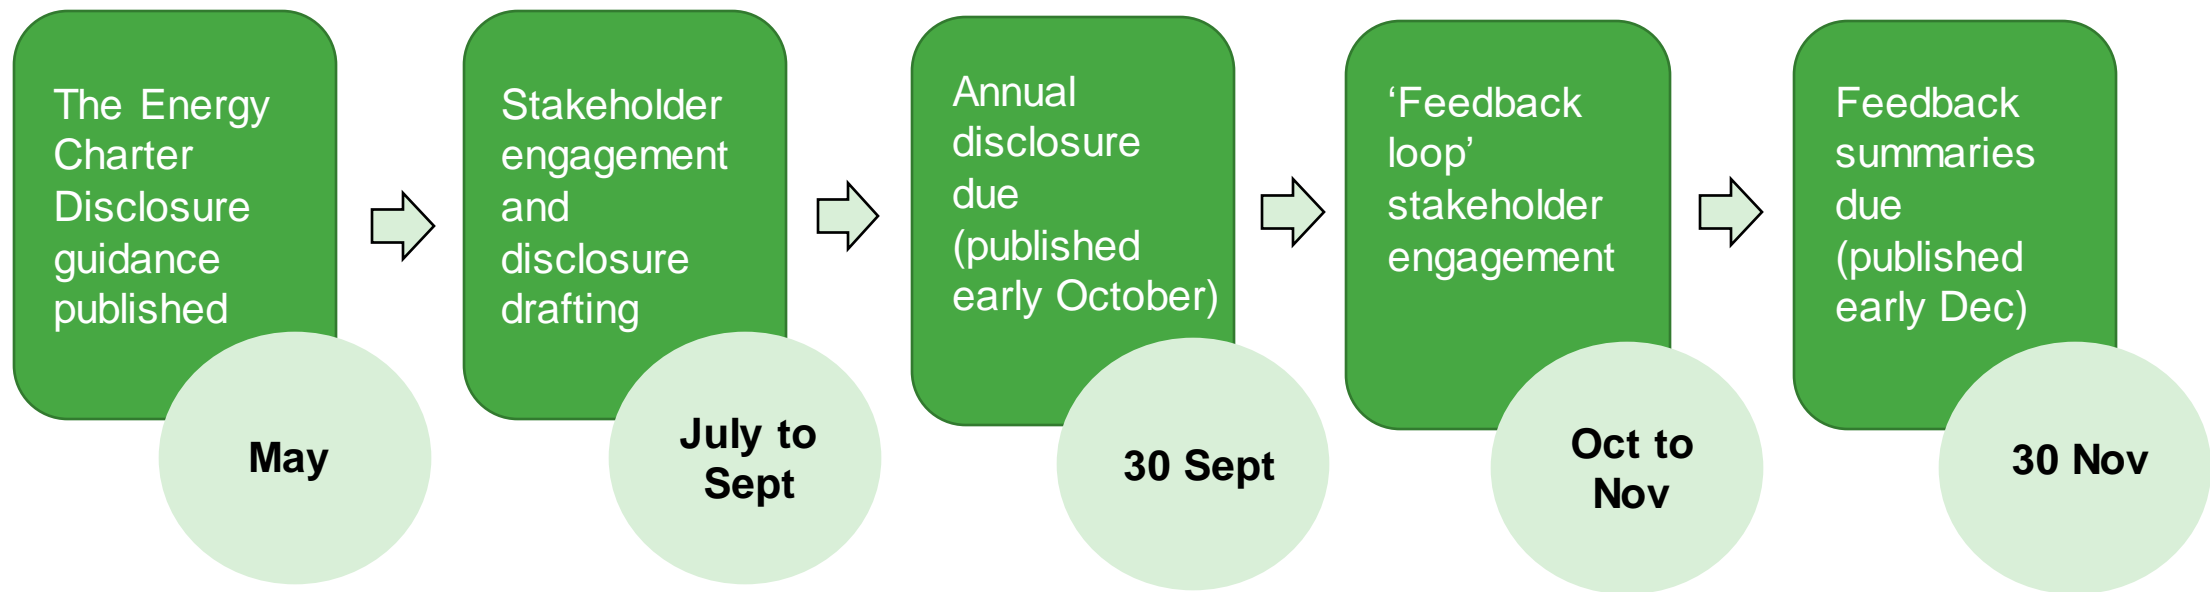 The Energy
Charter
Disclosure
guidance
published
May
Stakeholder
engagement
and
disclosure
drafting
July to
Sept
Annual
disclosure
due
(published
early October)
30 Sept
‘Feedback
loop’
stakeholder
engagement
Oct to
Nov
Feedback
summaries
due
(published
early Dec)
30 Nov